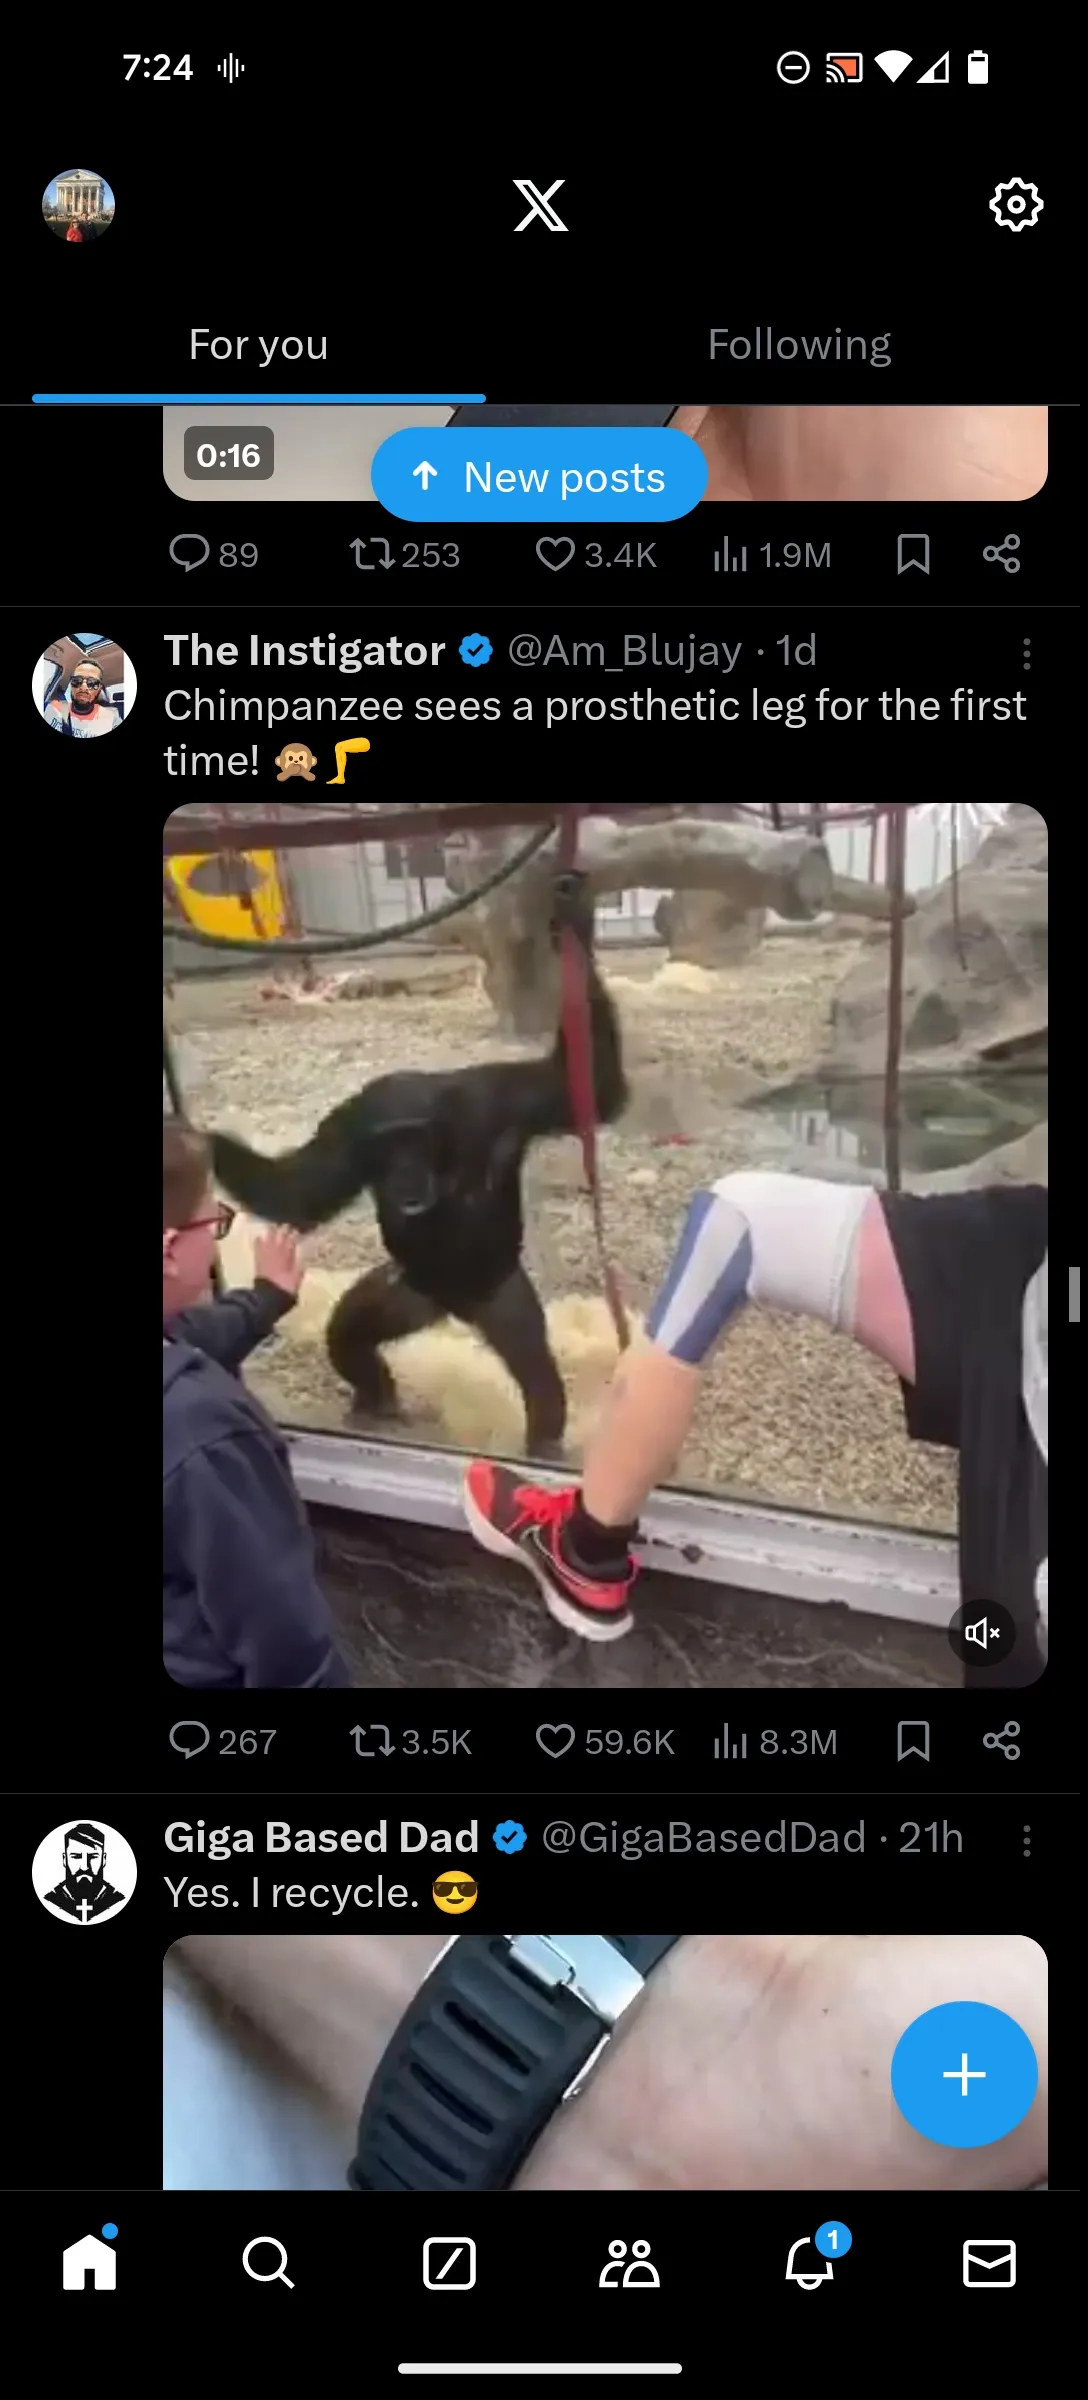 7:24
For you
Following
0:16
New posts
89
253
3.4K
1.9M
The Instigator @Am_Blujay · 1d
Chimpanzee sees a prosthetic leg for the first
time! 🙊🦵
267
3.5K
59.6K
8.3M
Giga Based Dad @GigaBasedDad · 21h
Yes. I recycle. 😎
1